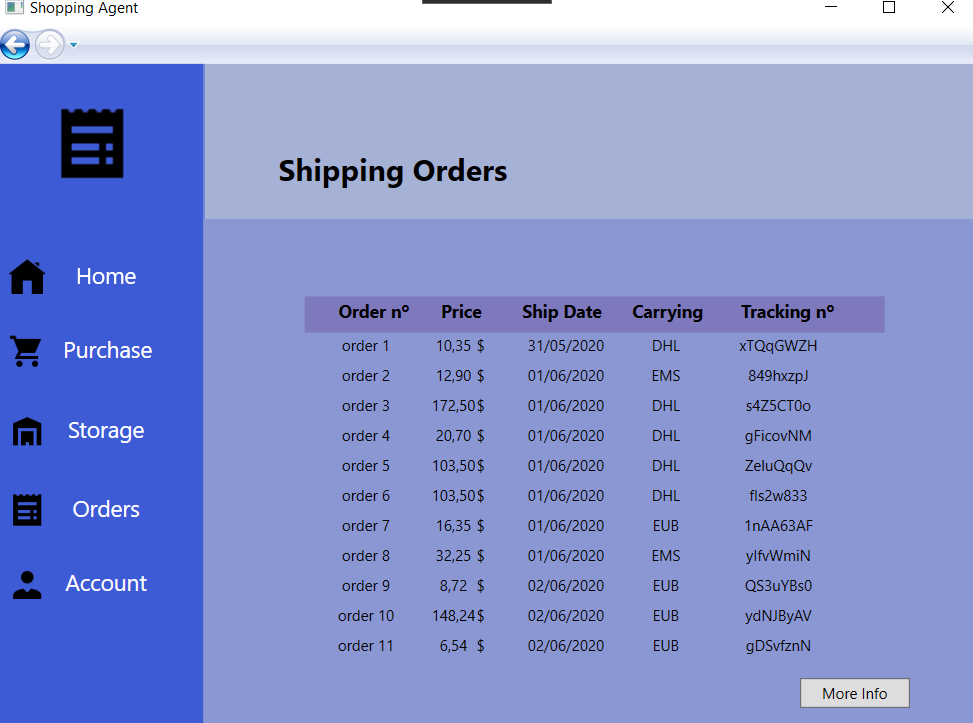 Shopping Agent
Shipping Orders
Home
Purchase
Storage
Orders
Account
Order nº Price Ship Date Carrying Tracking nº
order 1 10,35 $ 31/05/2020 DHL xTQqGWZH
order 2 12,90 $ 01/06/2020 EMS 849hxzpJ
order 3 172,50$ 01/06/2020 DHL s4Z5CT0o
order 4 20,70 $ 01/06/2020 DHL gFicovNM
order 5 103,50$ 01/06/2020 DHL ZeluQqQv
order 6 103,50$ 01/06/2020 DHL fls2w833
order 7 16,35 $ 01/06/2020 EUB 1nAA63AF
order 8 32,25 $ 01/06/2020 EMS ylfvWmiN
order 9 8,72 $ 02/06/2020 EUB QS3uYBs0
order 10 148,24$ 02/06/2020 EUB ydNJByAV
order 11 6,54 $ 02/06/2020 EUB gDSvfznN
More Info